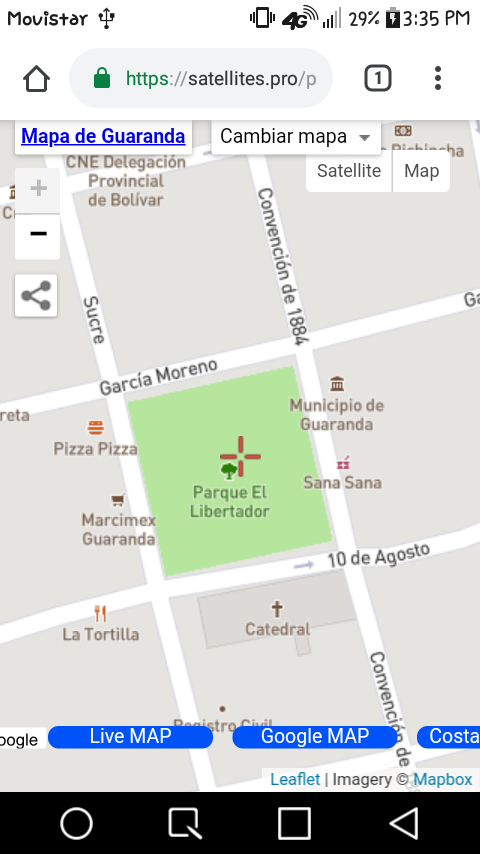 Movistar 4G 29% 3:35 PM
https://satellites.pro/p
1
Mapa de Guaranda
Cambiar mapa
Satellite
Map
CNE Delegación
Provincial
de Bolívar
Pichincha
+
−
Convención de 1884
Sucre
García Moreno
Ga
reta
Pizza Pizza
Municipio de
Guaranda
Sana Sana
Parque El
Libertador
Marcimex
Guaranda
10 de Agosto
La Tortilla
Catedral
Convención de
Registro Civil
oogle
Live MAP
Google MAP
Costa
Leaflet | Imagery © Mapbox